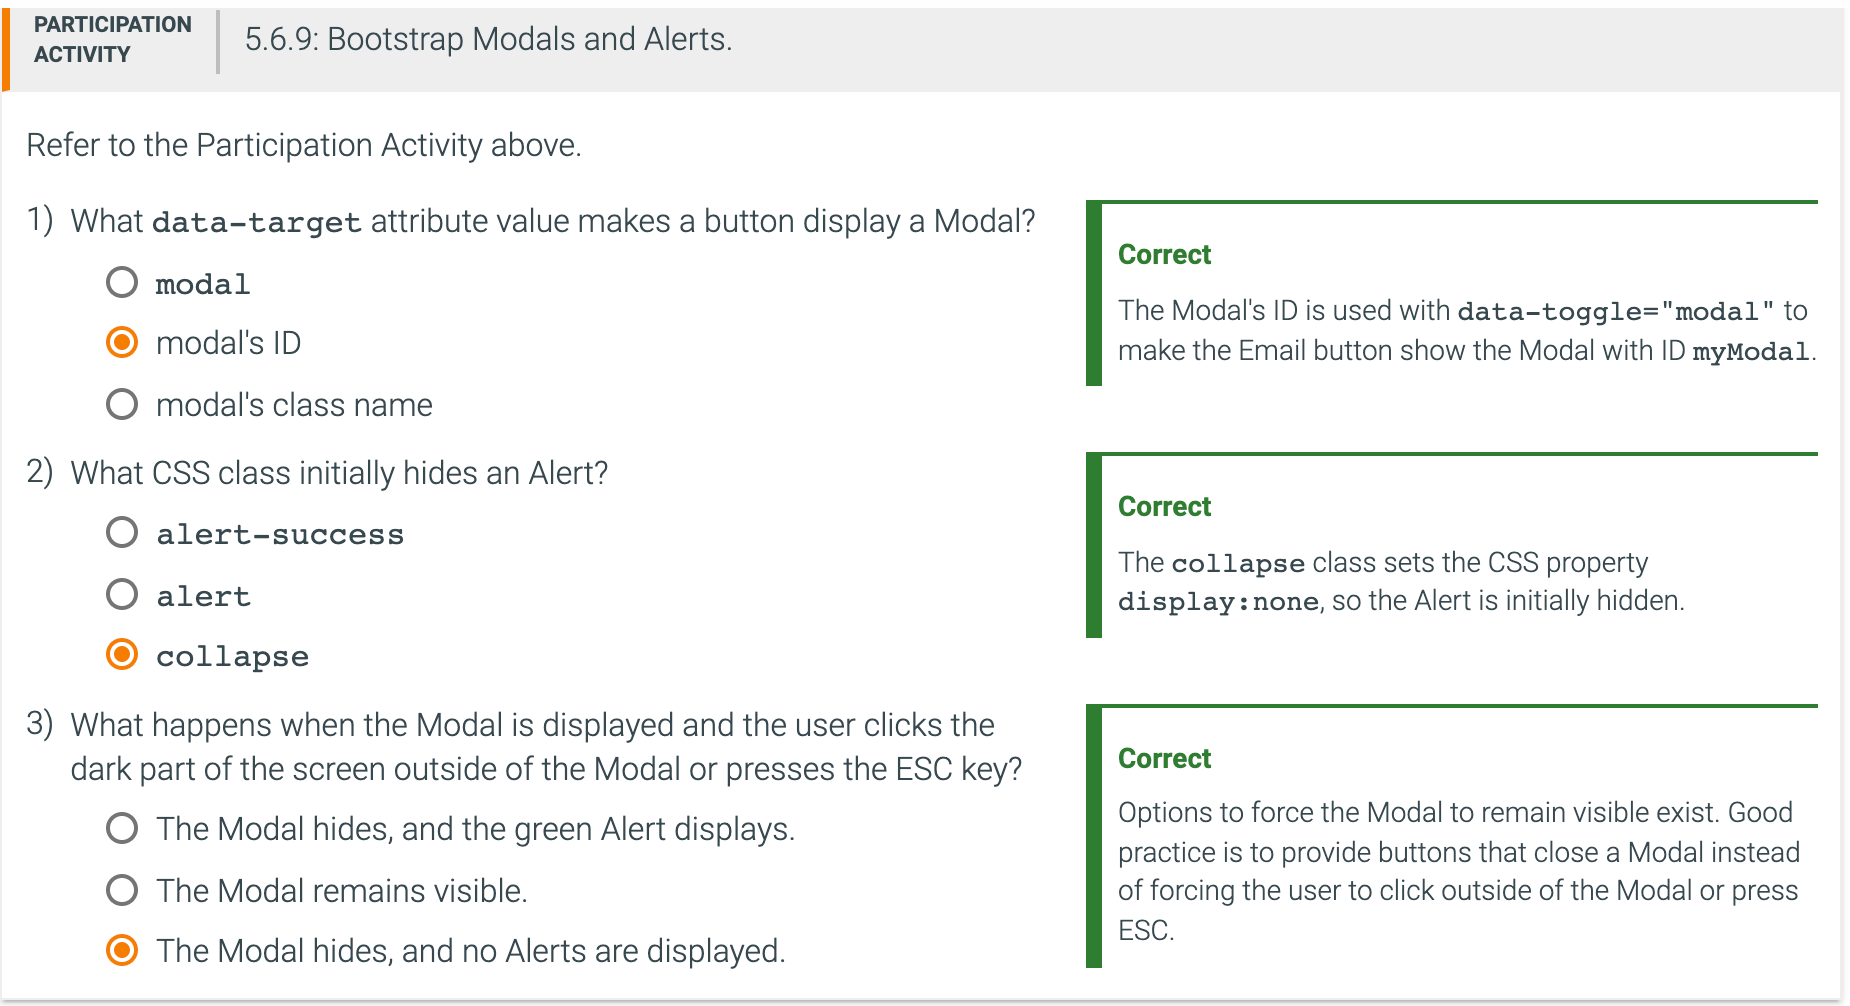 PARTICIPATION
ACTIVITY
5.6.9: Bootstrap Modals and Alerts.
Refer to the Participation Activity above.
1) What data-target attribute value makes a button display a Modal?
modal
modal's ID
modal's class name
Correct
The Modal's ID is used with data-toggle="modal" to
make the Email button show the Modal with ID myModal.
2) What CSS class initially hides an Alert?
alert-success
alert
collapse
Correct
The collapse class sets the CSS property
display:none, so the Alert is initially hidden.
3) What happens when the Modal is displayed and the user clicks the
dark part of the screen outside of the Modal or presses the ESC key?
The Modal hides, and the green Alert displays.
The Modal remains visible.
The Modal hides, and no Alerts are displayed.
Correct
Options to force the Modal to remain visible exist. Good
practice is to provide buttons that close a Modal instead
of forcing the user to click outside of the Modal or press
ESC.